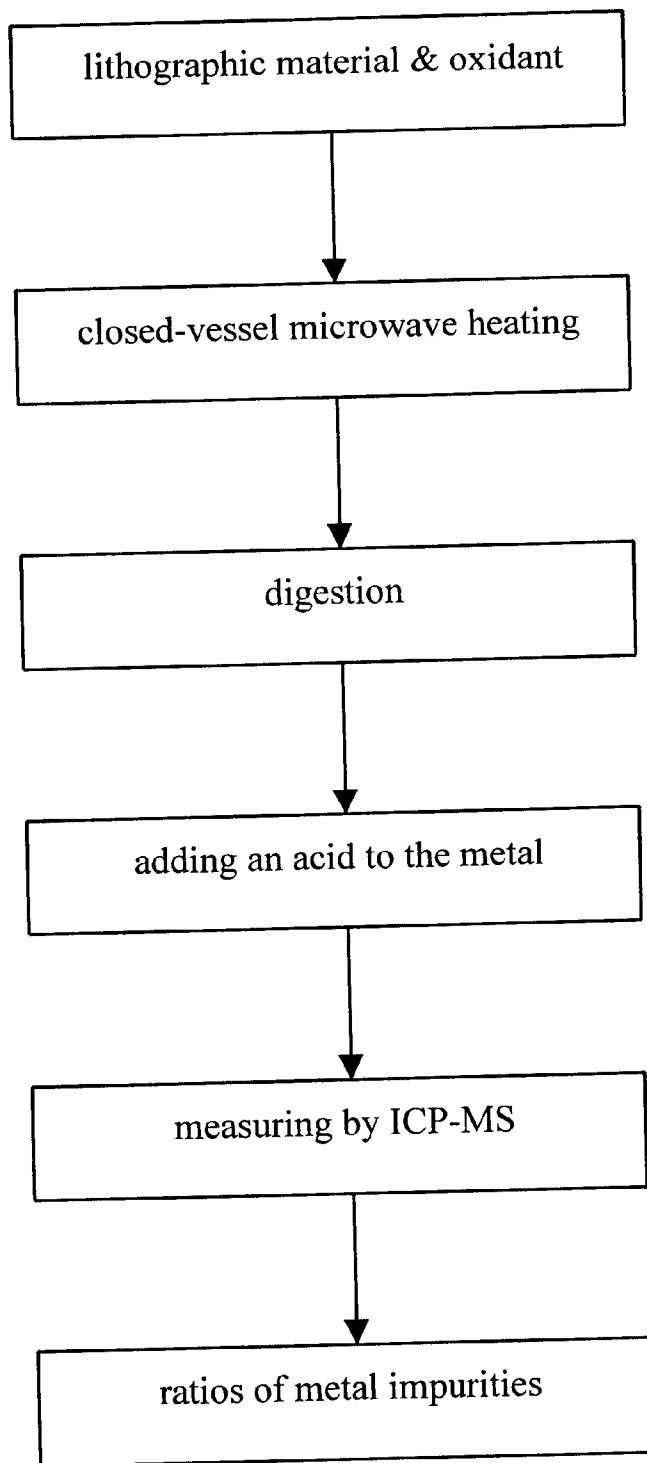 lithographic material & oxidant
closed-vessel microwave heating
digestion
adding an acid to the metal
measuring by ICP-MS
ratios of metal impurities